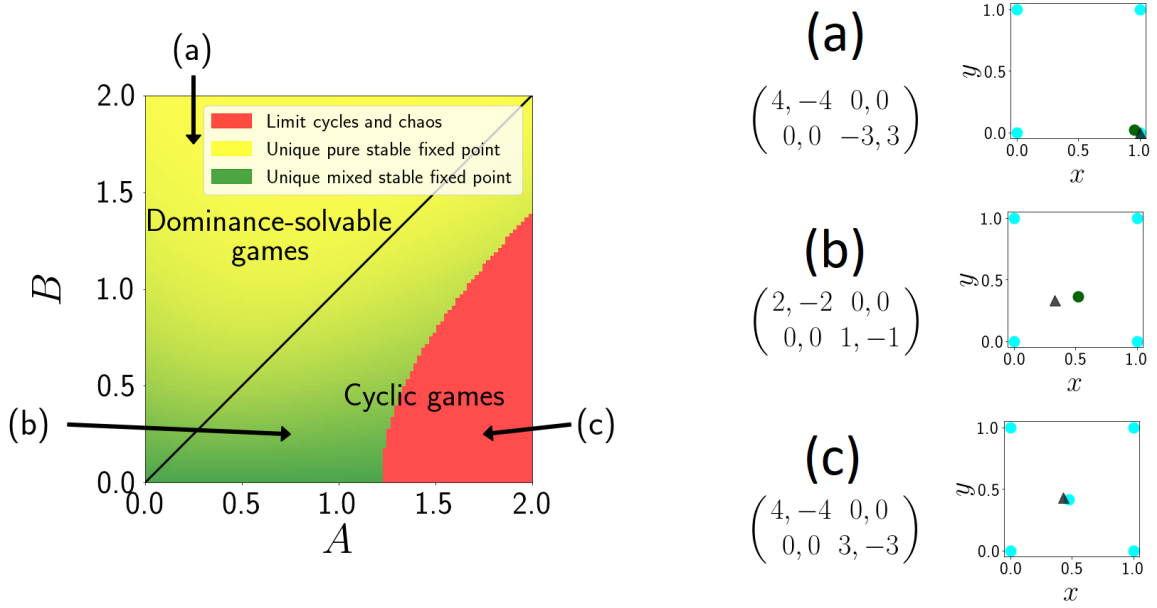 (a)
2.0
1.5
1.0
0.5
0.0
B
0.0 0.5 1.0 1.5 2.0
A
Limit cycles and chaos
Unique pure stable fixed point
Unique mixed stable fixed point
Dominance-solvable
games
Cyclic games
(b)
(c)
(a)
4, −4 0, 0
0, 0 −3, 3
1.0
y 0.5
0.0
0.0 0.5 1.0
x
(b)
2, −2 0, 0
0, 0 1, −1
1.0
y 0.5
0.0
0.0 0.5 1.0
x
(c)
4, −4 0, 0
0, 0 3, −3
1.0
y 0.5
0.0
0.0 0.5 1.0
x